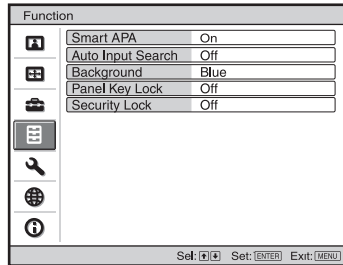 Function
Smart APA On
Auto Input Search Off
Background Blue
Panel Key Lock Off
Security Lock Off
Sel: Set: ENTER Exit: MENU